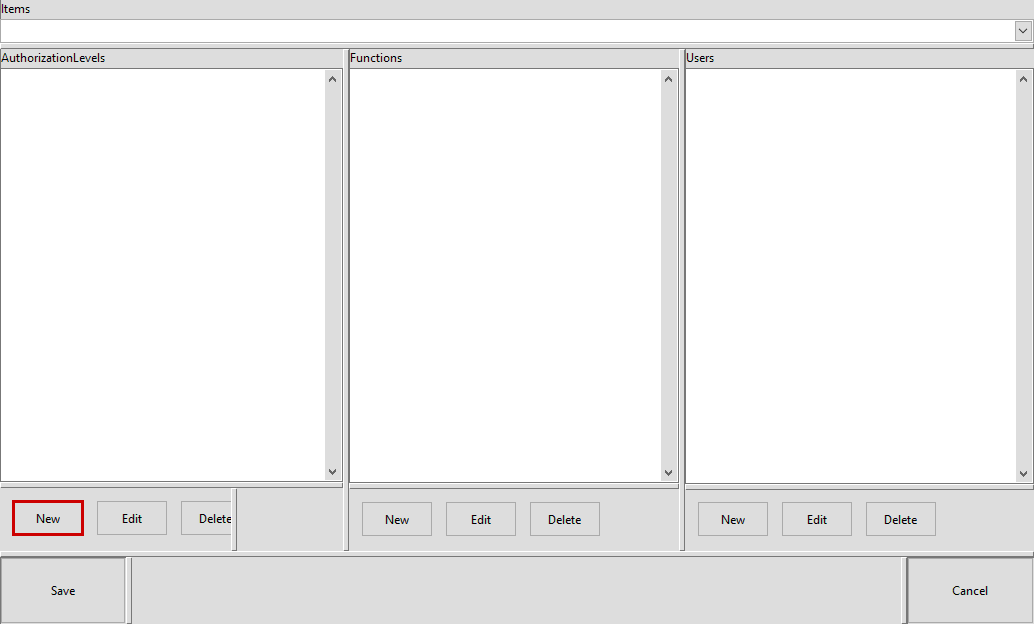 Items
AuthorizationLevels
Functions
Users
New
Edit
Delete
New
Edit
Delete
New
Edit
Delete
Save
Cancel